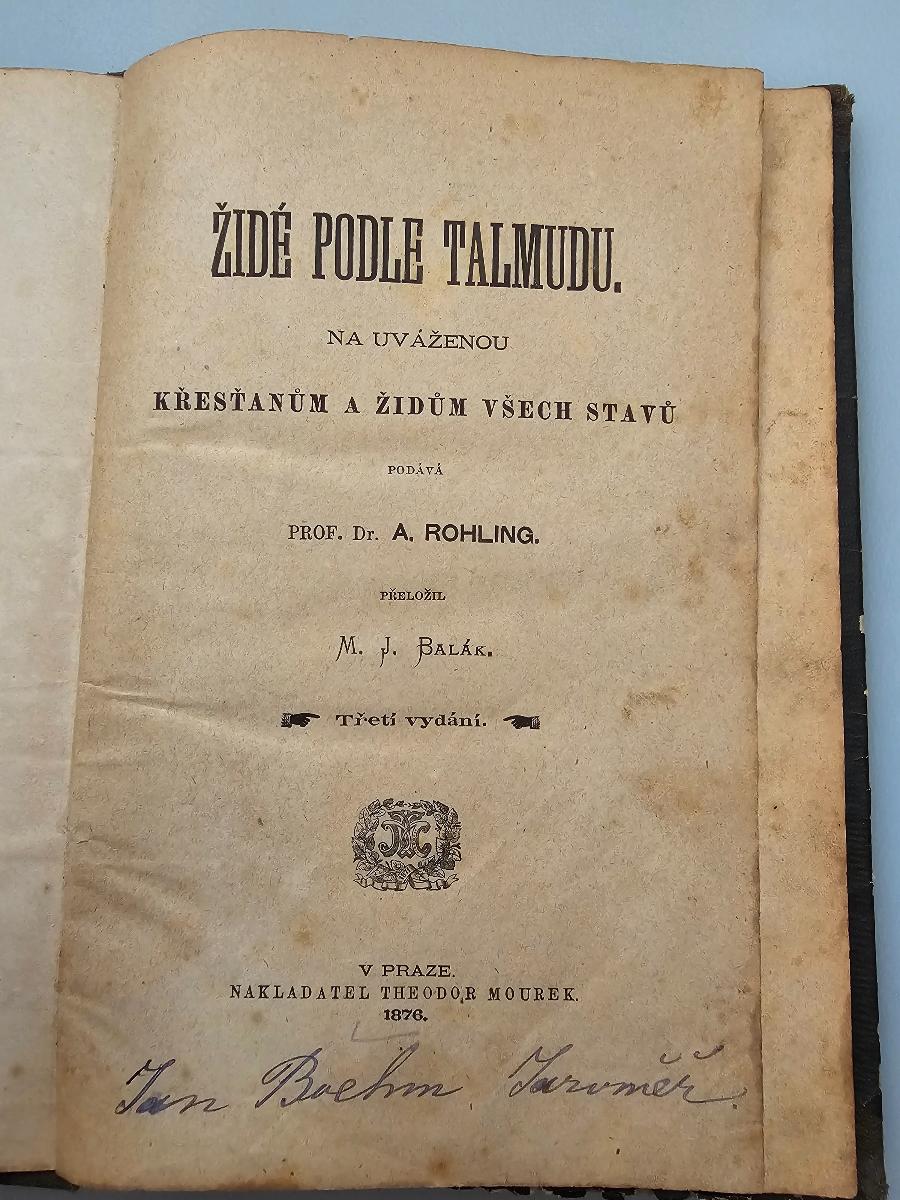 ŽIDÉ PODLE TALMUDU.
NA UVÁŽENOU
KŘESŤANŮM A ŽIDŮM VŠECH STAVŮ
PODÁVÁ
PROF. Dr. A. ROHLING.
PŘELOŽIL
M. J. BALÁK.
Třetí vydání.
V PRAZE.
NAKLADATEL THEODOR MOUREK.
1876.
Jan Boehm Jaroměř.